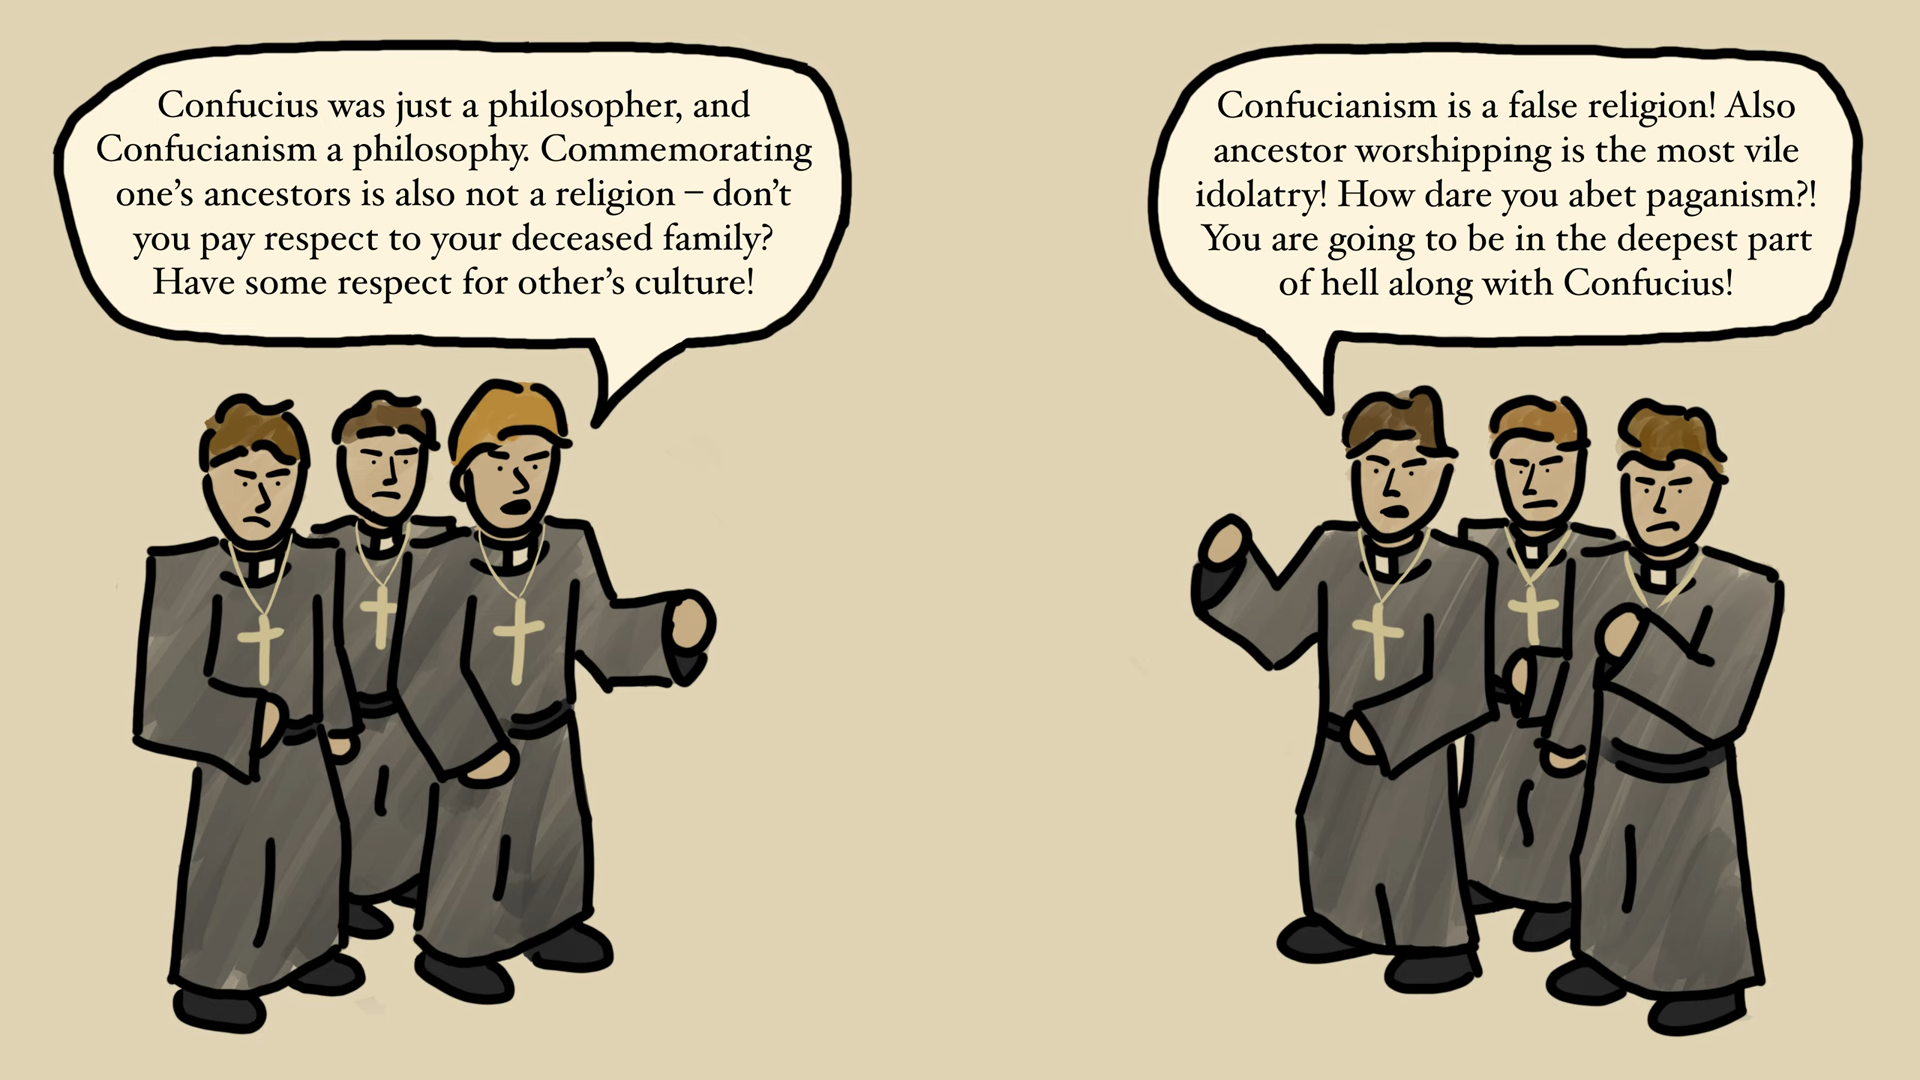 Confucius was just a philosopher, and
Confucianism a philosophy. Commemorating
one’s ancestors is also not a religion – don’t
you pay respect to your deceased family?
Have some respect for other’s culture!
Confucianism is a false religion! Also
ancestor worshipping is the most vile
idolatry! How dare you abet paganism?!
You are going to be in the deepest part
of hell along with Confucius!